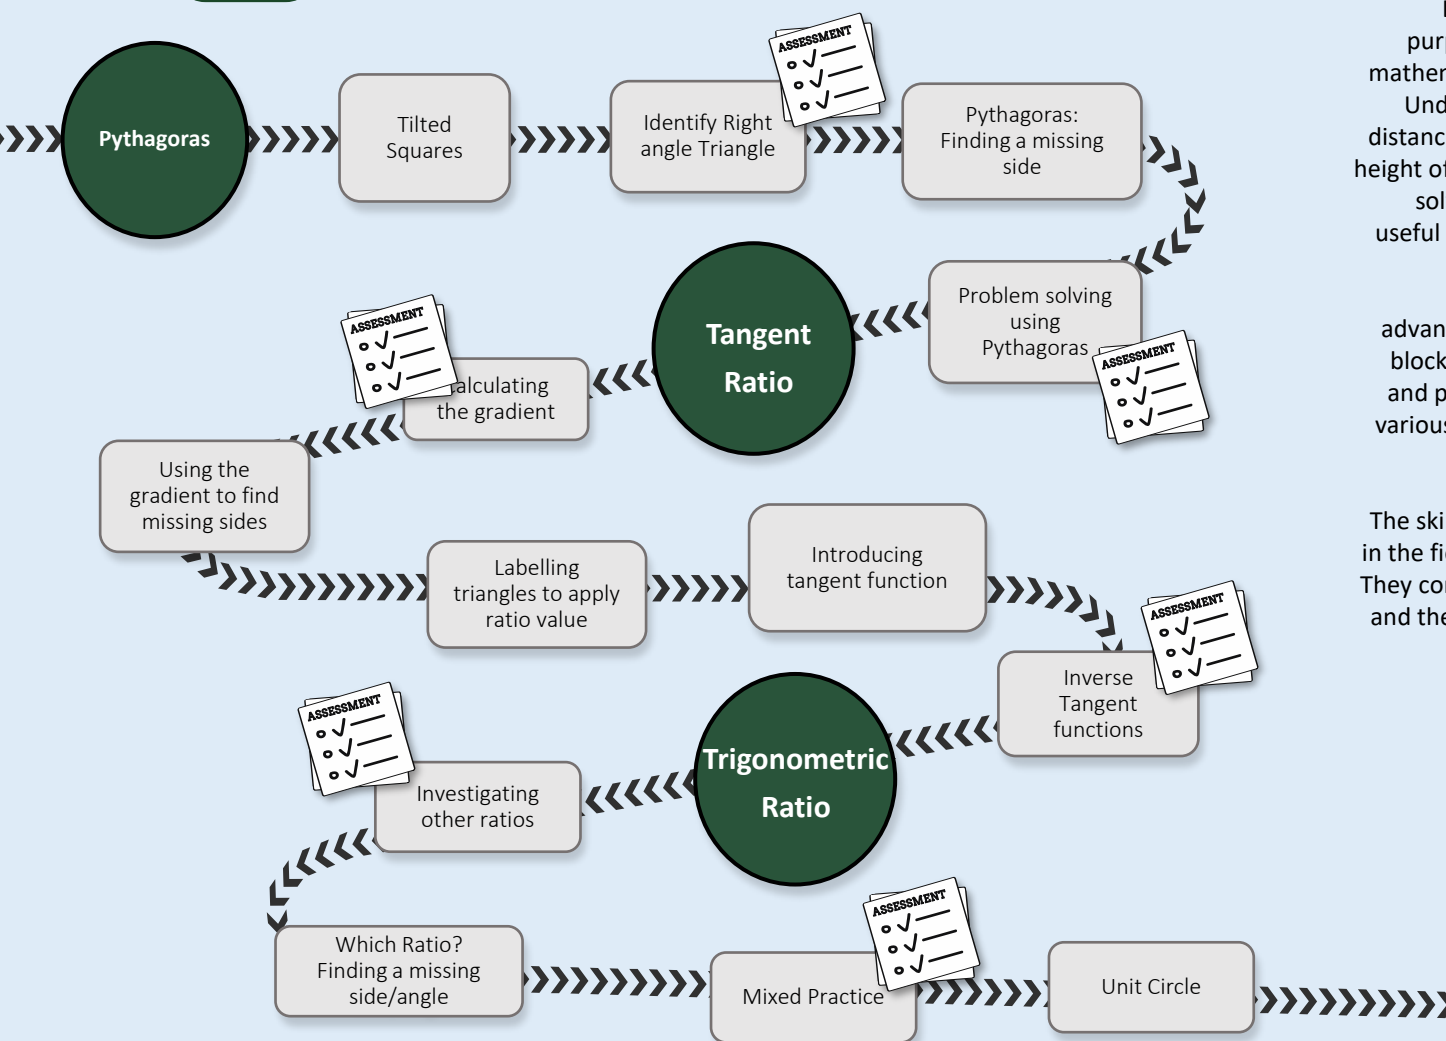 Pythagoras
Tilted
Squares
Identify Right
angle Triangle
ASSESSMENT
Pythagoras:
Finding a missing
side
Problem solving
using
Pythagoras
ASSESSMENT
Tangent
Ratio
ASSESSMENT
alculating
the gradient
Using the
gradient to find
missing sides
Labelling
triangles to apply
ratio value
Introducing
tangent function
ASSESSMENT
Inverse
Tangent
functions
Trigonometric
Ratio
ASSESSMENT
Investigating
other ratios
Which Ratio?
Finding a missing
side/angle
ASSESSMENT
Mixed Practice
Unit Circle
pur
mather
Und
distanc
height of
sol
useful
advan
block
and p
various
The ski
in the fi
They co
and the